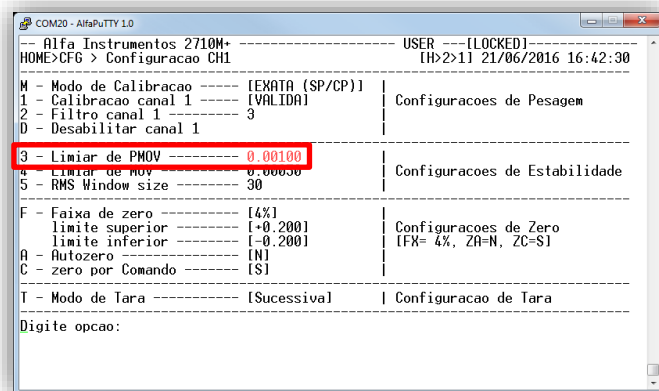 COM20 - AlfaPuTTY 1.0
-- Alfa Instrumentos 2710M+ -------------------- USER ---[LOCKED]-------------
HOME>CFG > Configuracao CH1 [H>2>1] 21/06/2016 16:42:30
M - Modo de Calibracao ----- [EXATA (SP/CP)] |
1 - Calibracao canal 1 ----- [VALIDA] | Configuracoes de Pesagem
2 - Filtro canal 1 --------- 3 |
D - Desabilitar canal 1 |
3 - Limiar de PMOV --------- 0.00100 |
4 - Limiar de MOV ---------- 0.00050 | Configuracoes de Estabilidade
5 - RMS Window size -------- 30 |
F - Faixa de zero ---------- [4%] |
limite superior -------- [+0.200] | Configuracoes de Zero
limite inferior -------- [-0.200] | [FX= 4%, ZA=N, ZC=S]
A - Autozero --------------- [N] |
C - zero por Comando ------- [S] |
T - Modo de Tara ----------- [Sucessiva] | Configuracao de Tara
Digite opcao: